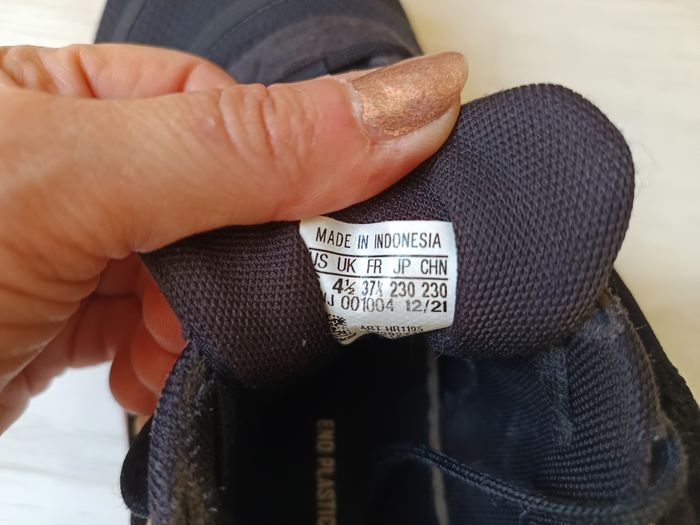 MADE IN INDONESIA
US UK FR JP CHN
4½ 37⅓ 230 230
001004 12/21
ART. HR1195
END PLASTIC